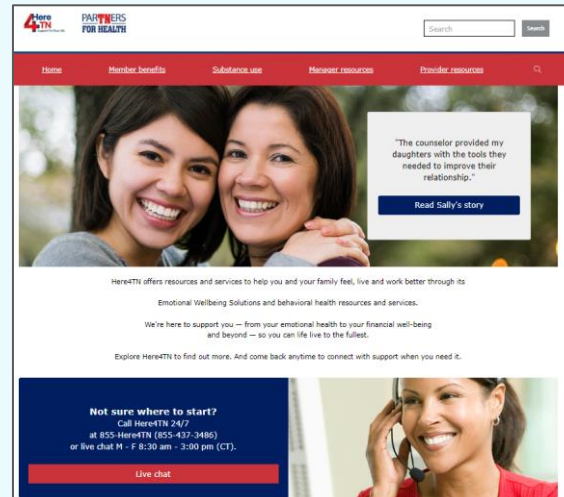 Here
4TN
PARTNERS
FOR HEALTH
Search
Search
Home
Member benefits
Substance use
Manager resources
Provider resources
"The counselor provided my
daughters with the tools they
needed to improve their
relationship."
Read Sally's story
Here4TN offers resources and services to help you and your family feel, live and work better through its
Emotional Wellbeing Solutions and behavioral health resources and services.
We're here to support you — from your emotional health to your financial well-being
and beyond — so you can life live to the fullest.
Explore Here4TN to find out more. And come back anytime to connect with support when you need it.
Not sure where to start?
Call Here4TN 24/7
at 855-Here4TN (855-437-3486)
or live chat M - F 8:30 am - 3:00 pm (CT).
Live chat